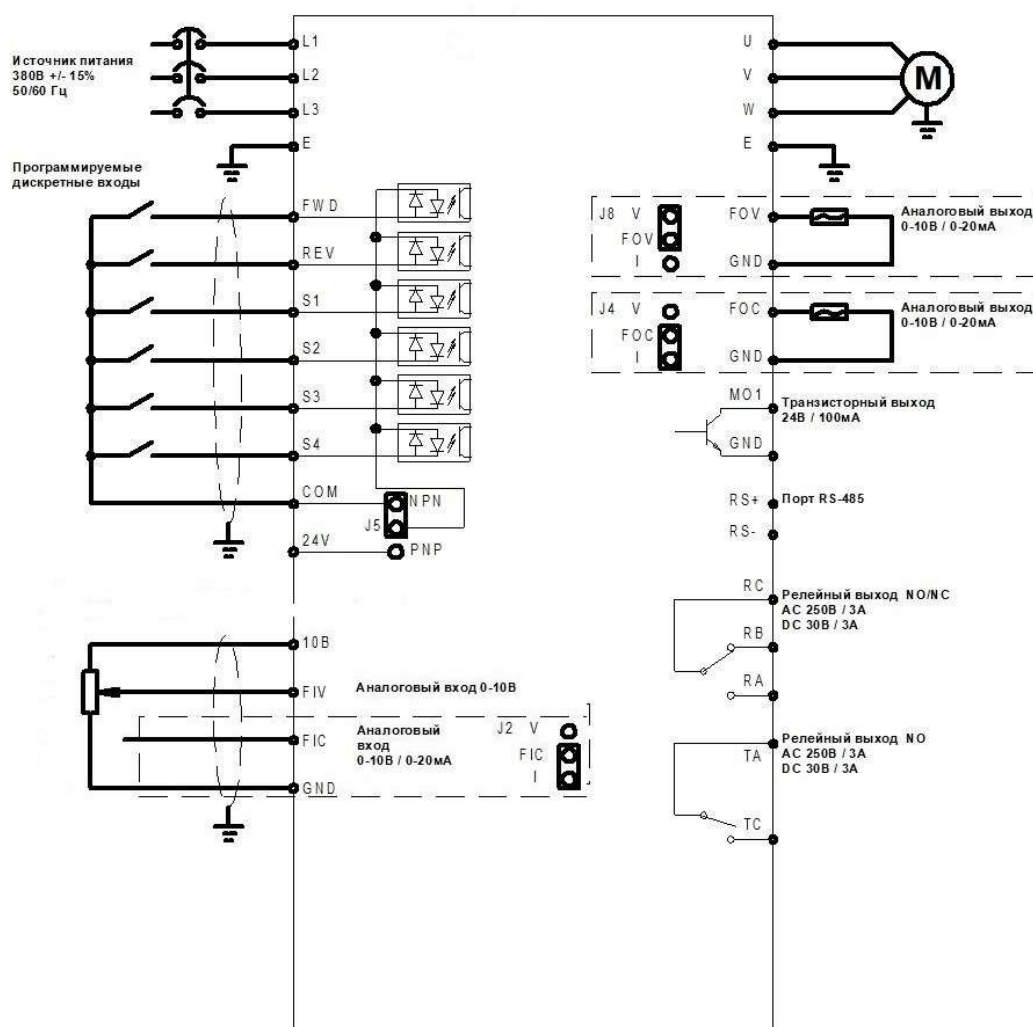 Источник питания
380В +/- 15%
50/60 Гц
L1
L2
L3
E
U
V
W
E
M
Программируемые
дискретные входы
FWD
REV
S1
S2
S3
S4
COM
24V
J5
NPN
PNP
J8 V
FOV
I
FOV
GND
Аналоговый выход
0-10В / 0-20мА
J4 V
FOC
I
FOC
GND
Аналоговый выход
0-10В / 0-20мА
MO1
GND
Транзисторный выход
24В / 100мА
RS+
RS-
Порт RS-485
RC
RB
RA
Релейный выход NO/NC
AC 250В / 3А
DC 30В / 3А
TA
TC
Релейный выход NO
AC 250В / 3А
DC 30В / 3А
10В
FIV
FIC
GND
Аналоговый вход 0-10В
Аналоговый
вход
0-10В / 0-20мА
J2 V
FIC
I